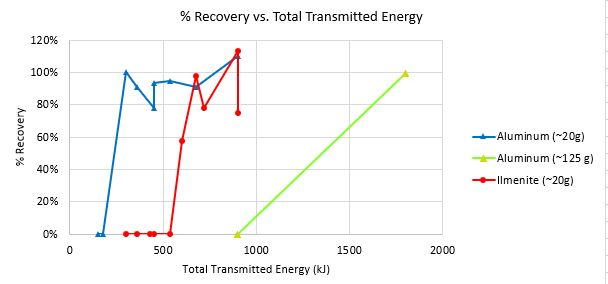 % Recovery vs. Total Transmitted Energy
120%
100%
80%
60%
40%
20%
0%
% Recovery
0
500
1000
1500
2000
Total Transmitted Energy (kJ)
Aluminum (~20g)
Aluminum (~125 g)
Ilmenite (~20g)